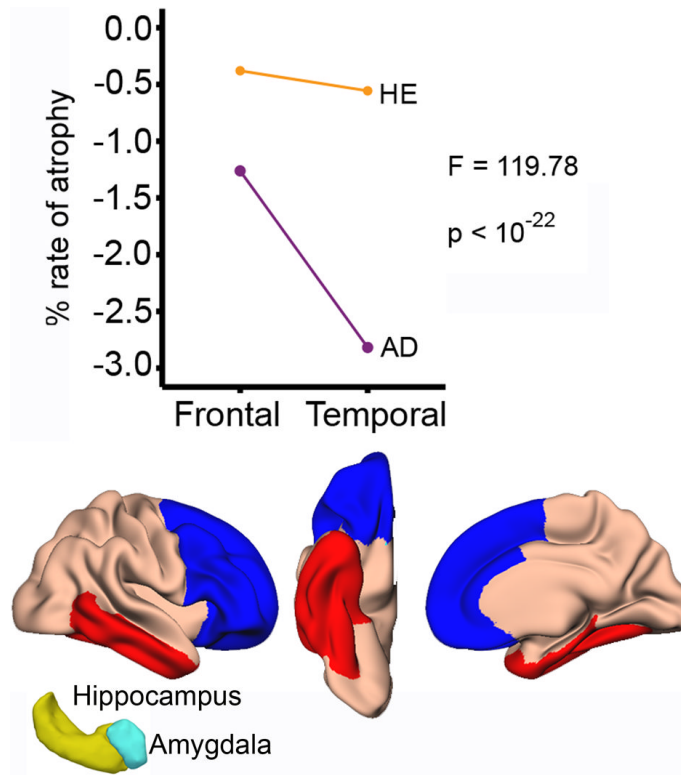 % rate of atrophy
0.0
-0.5
-1.0
-1.5
-2.0
-2.5
-3.0
HE
AD
F = 119.78
p < 10⁻²²
Frontal Temporal
Hippocampus
Amygdala